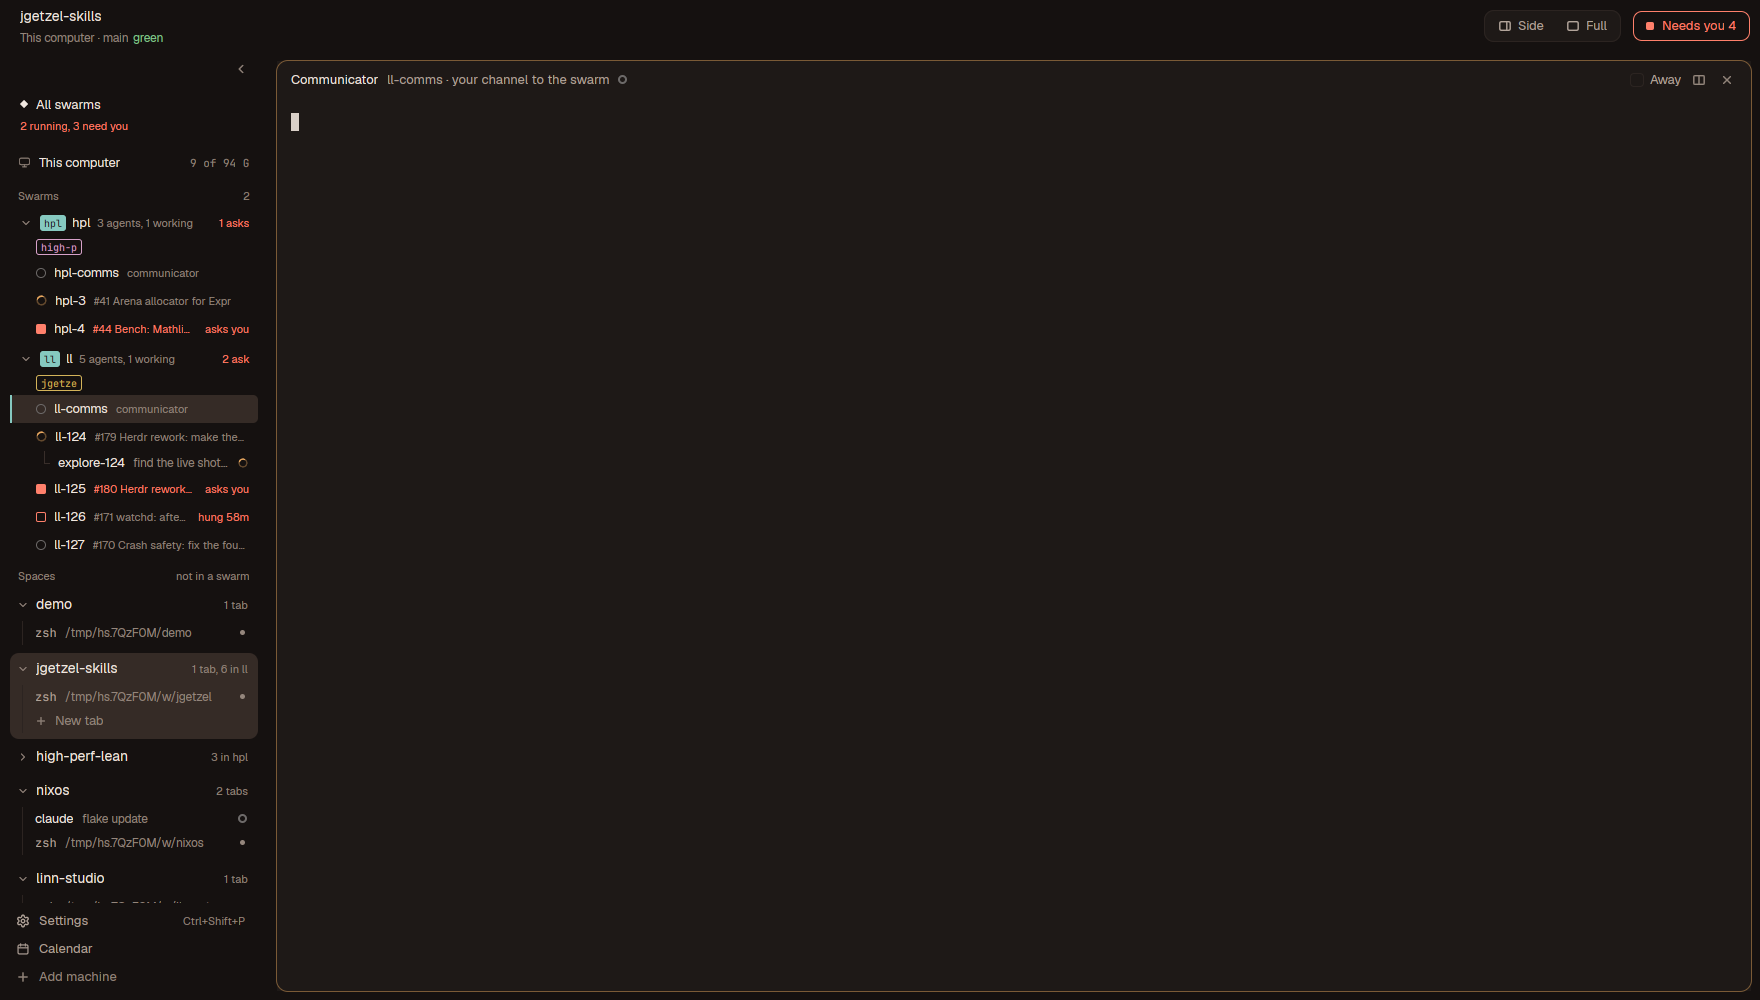 jgetzel-skills
This computer · main green
Side
Full
Needs you 4
All swarms
2 running, 3 need you
This computer 9 of 94 G
Swarms 2
hpl hpl 3 agents, 1 working 1 asks
high-p
hpl-comms communicator
hpl-3 #41 Arena allocator for Expr
hpl-4 #44 Bench: Mathli... asks you
ll ll 5 agents, 1 working 2 ask
jgetze
ll-comms communicator
ll-124 #179 Herdr rework: make the...
explore-124 find the live shot...
ll-125 #180 Herdr rework... asks you
ll-126 #171 watchd: afte... hung 58m
ll-127 #170 Crash safety: fix the fou...
Spaces not in a swarm
demo 1 tab
zsh /tmp/hs.7QzF0M/demo
jgetzel-skills 1 tab, 6 in ll
zsh /tmp/hs.7QzF0M/w/jgetzel
+ New tab
high-perf-lean 3 in hpl
nixos 2 tabs
claude flake update
zsh /tmp/hs.7QzF0M/w/nixos
linn-studio 1 tab
Settings Ctrl+Shift+P
Calendar
+ Add machine
Communicator ll-comms · your channel to the swarm
Away